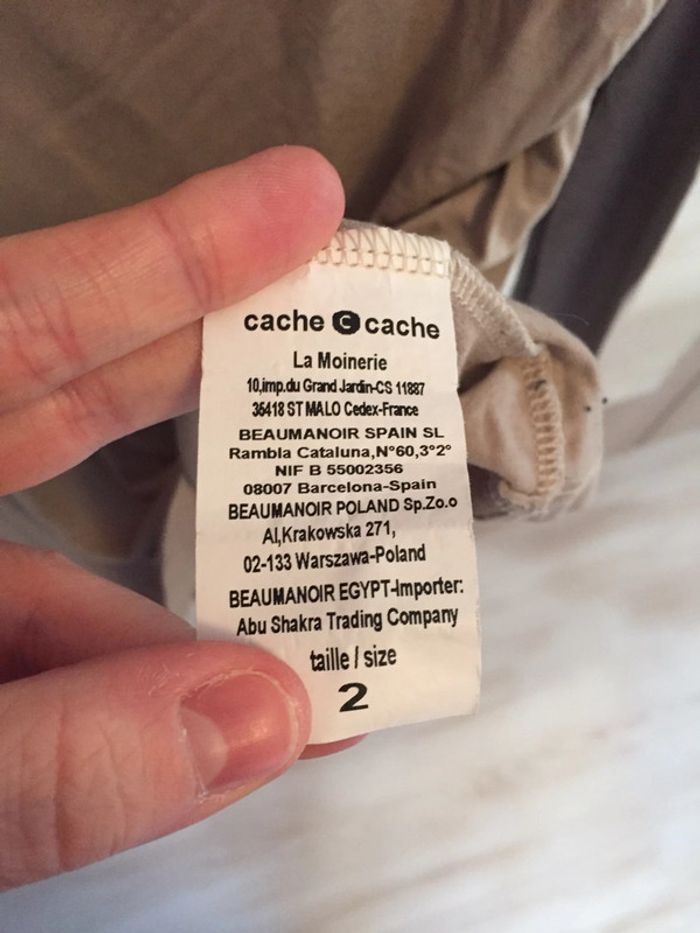 cache C cache
La Moinerie
10,imp.du Grand Jardin-CS 11887
35418 ST MALO Cedex-France
BEAUMANOIR SPAIN SL
Rambla Cataluna,N°60,3°2°
NIF B 55002356
08007 Barcelona-Spain
BEAUMANOIR POLAND Sp.Zo.o
Al,Krakowska 271,
02-133 Warszawa-Poland
BEAUMANOIR EGYPT-Importer:
Abu Shakra Trading Company
taille / size
2